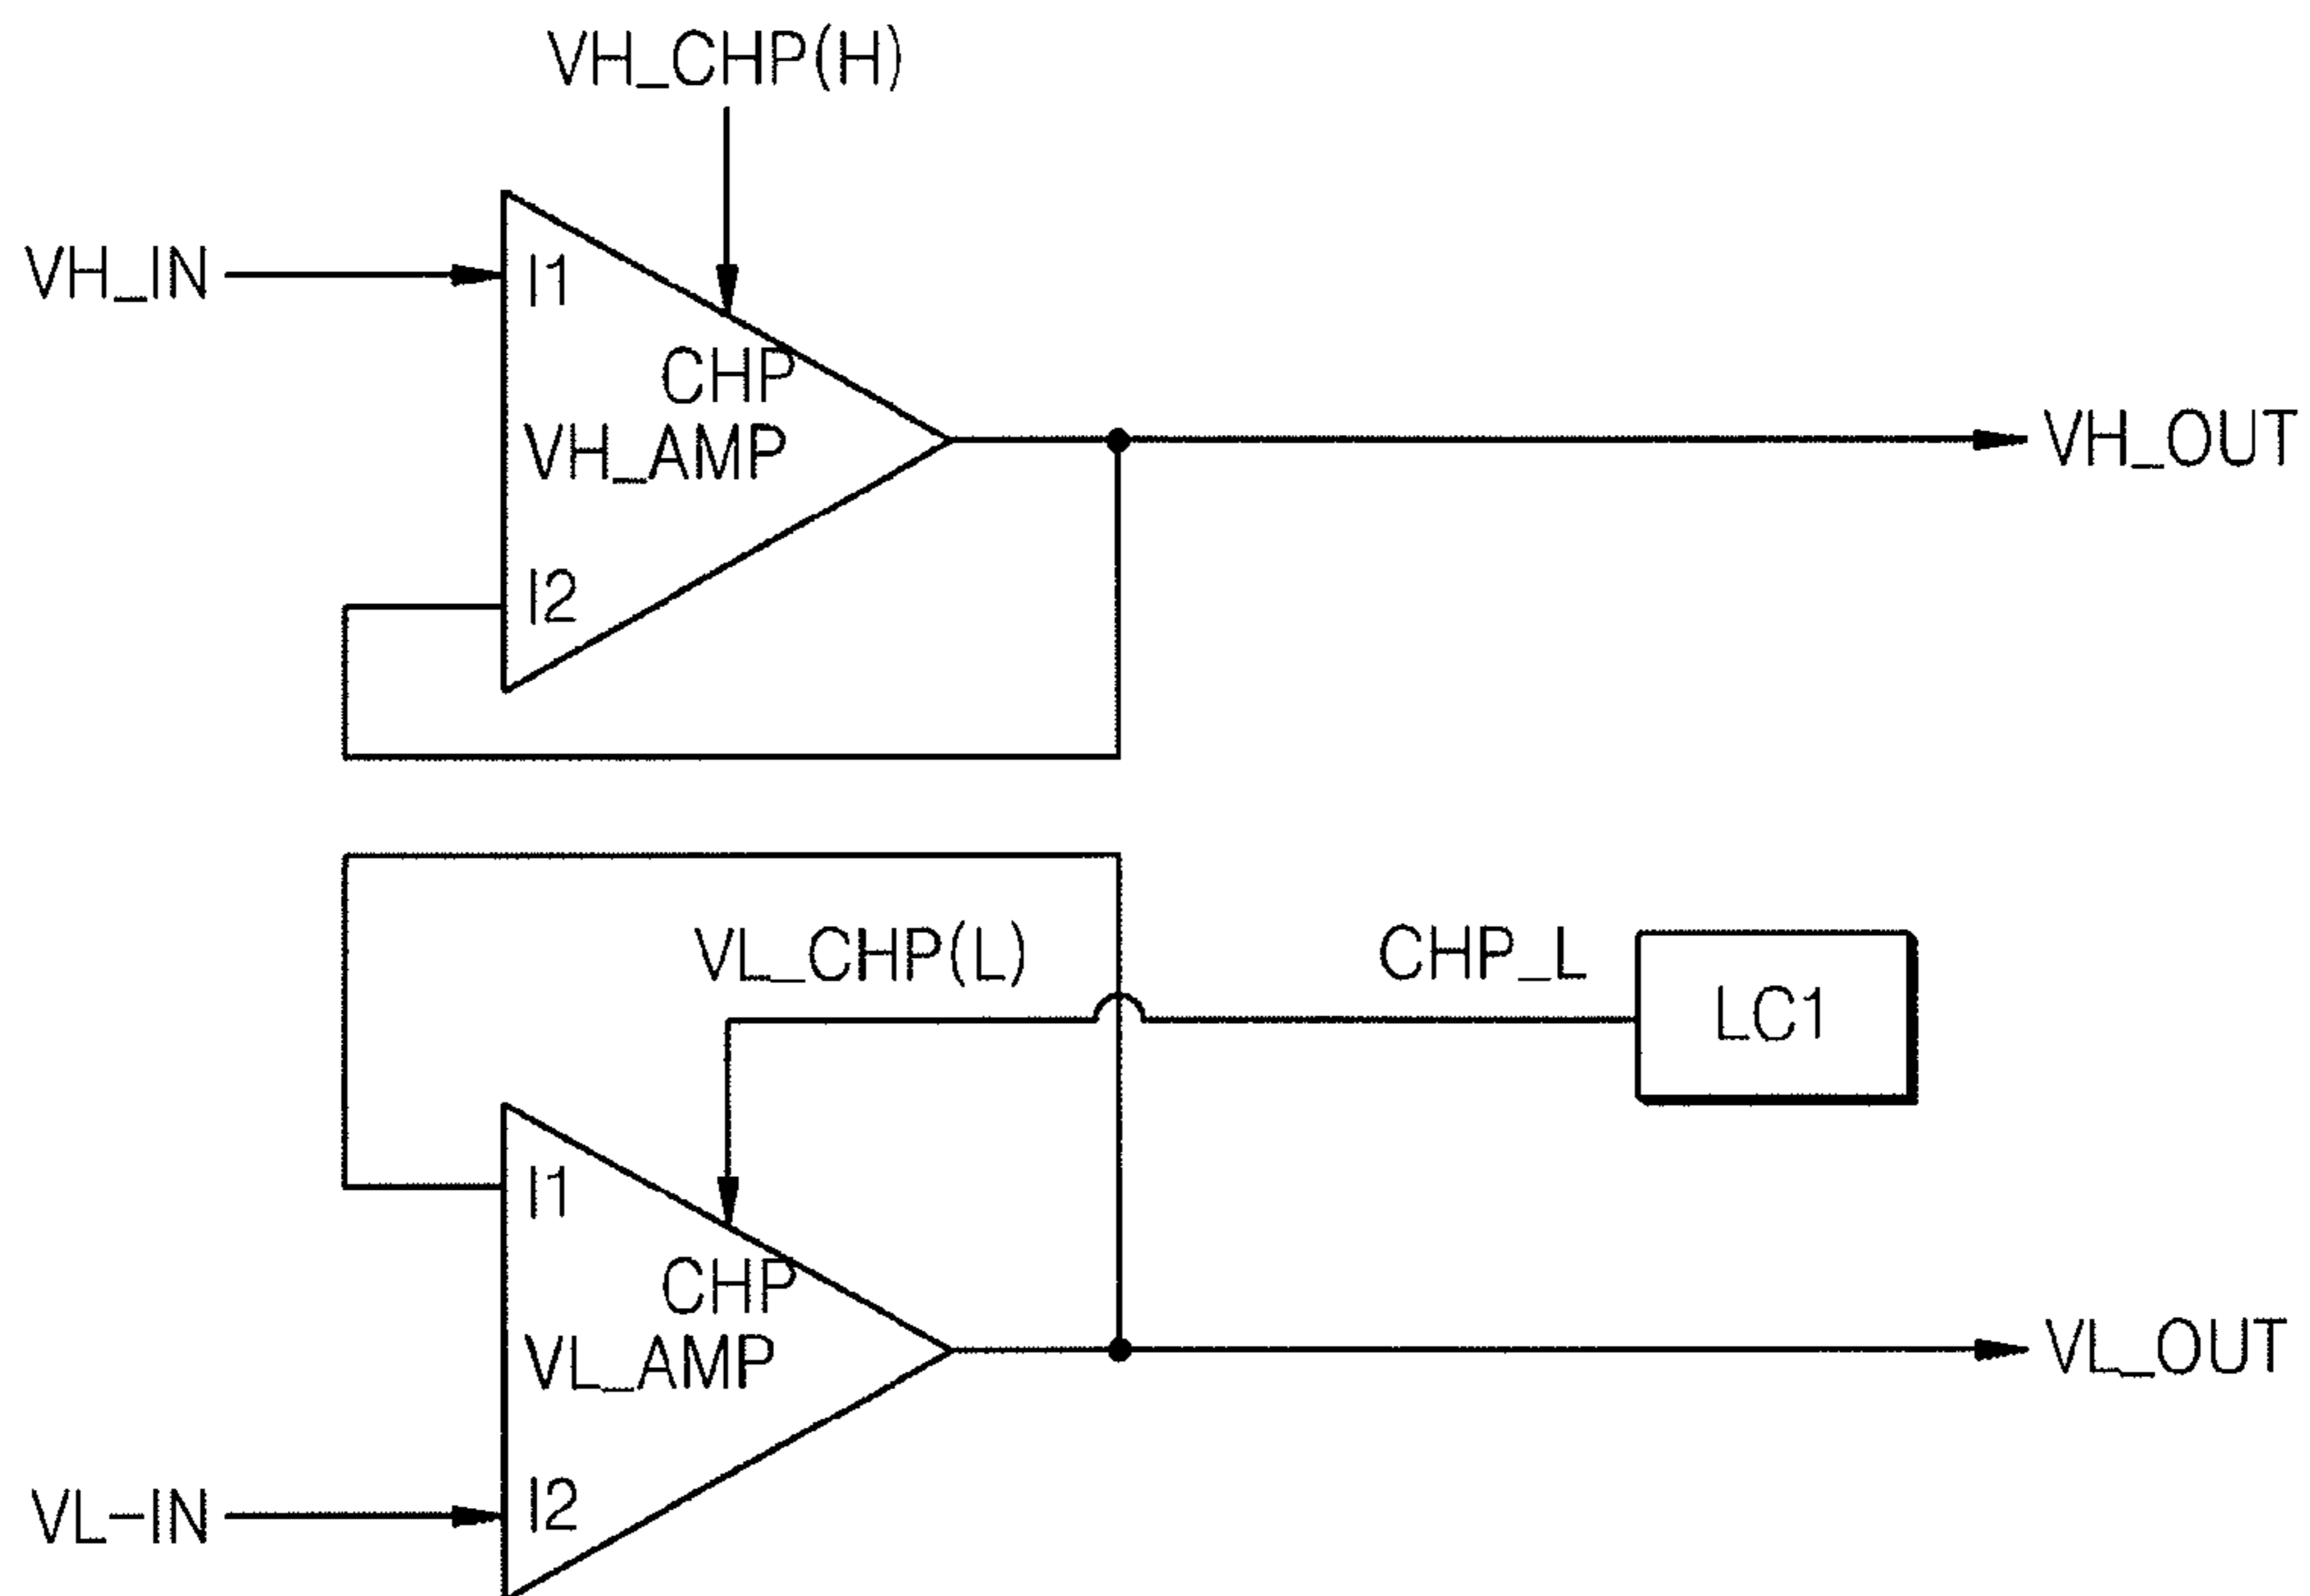 VH_CHP(H)
VH_IN
I1
CHP
VH_AMP
VH_OUT
I2
VL_CHP(L)
CHP_L
LC1
I1
CHP
VL_AMP
VL_OUT
VL-IN
I2